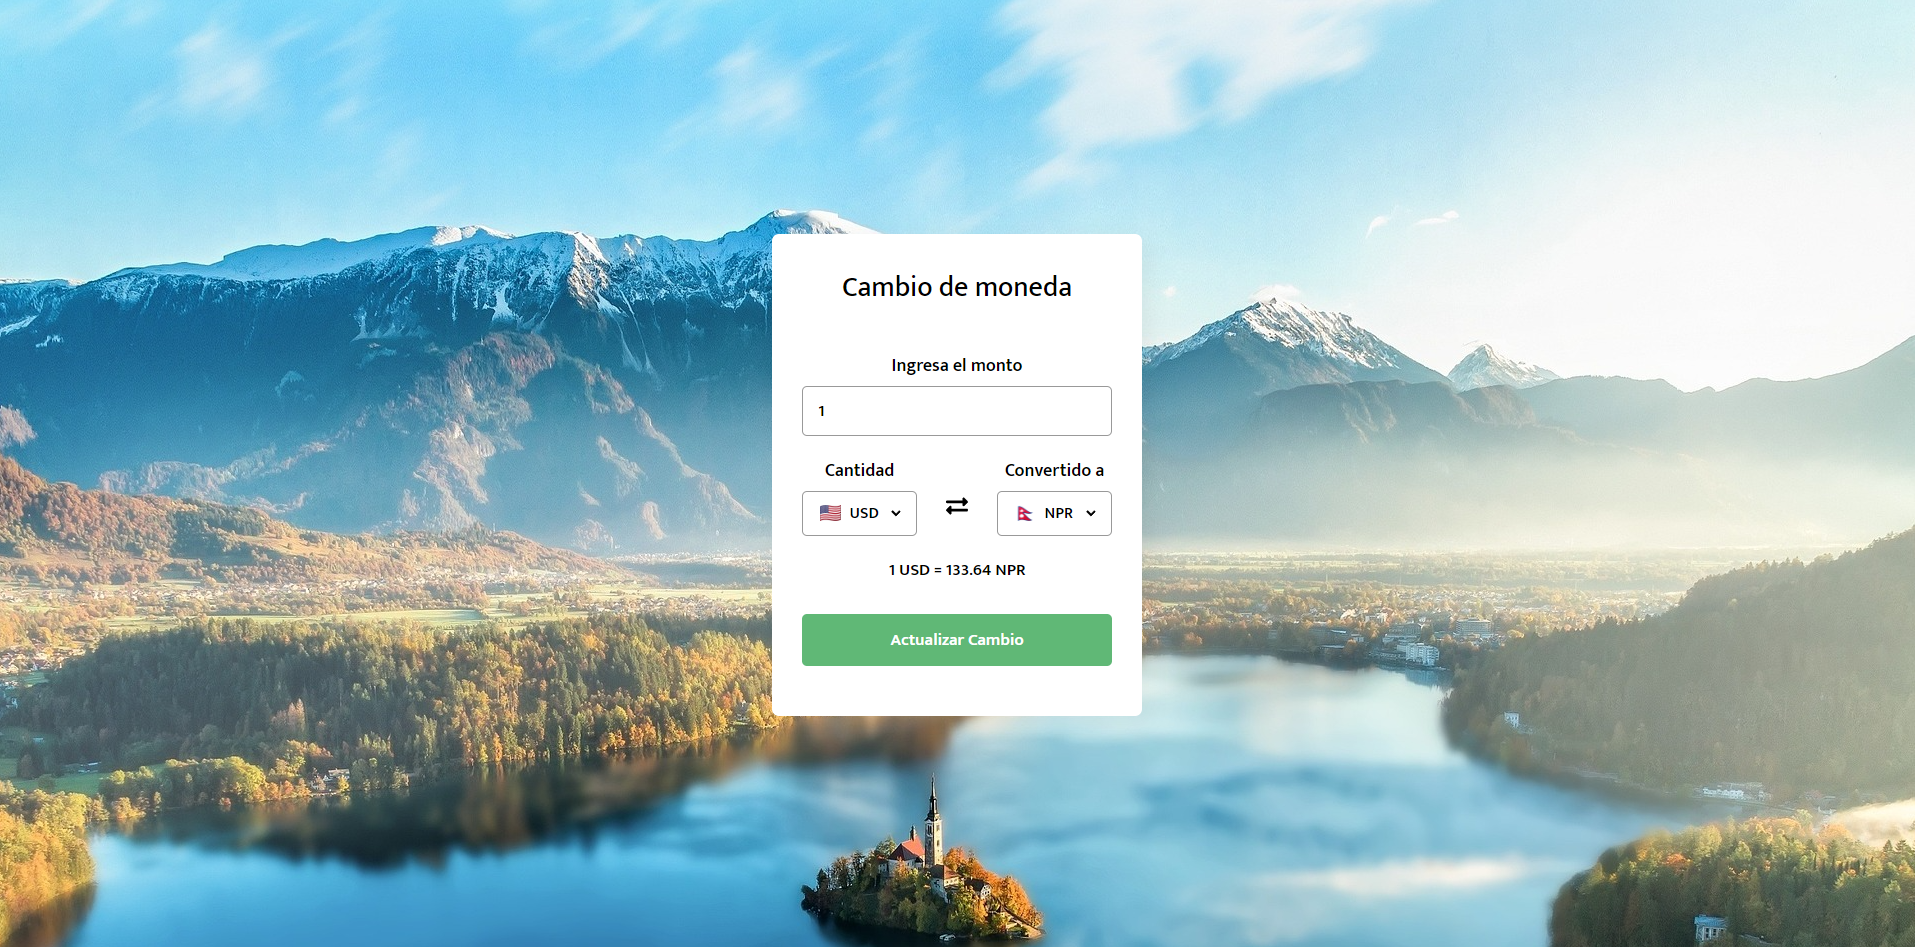 Cambio de moneda
Ingresa el monto
1
Cantidad Convertido a
USD NPR
1 USD = 133.64 NPR
Actualizar Cambio